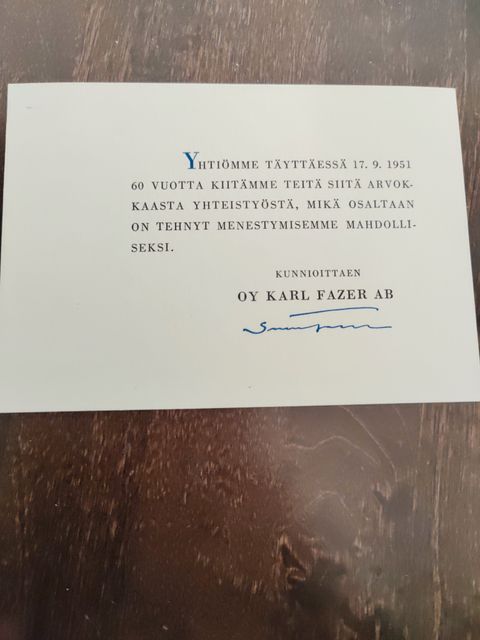 YHTIÖMME TÄYTTÄESSÄ 17. 9. 1951
60 VUOTTA KIITÄMME TEITÄ SIITÄ ARVOK-
KAASTA YHTEISTYÖSTÄ, MIKÄ OSALTAAN
ON TEHNYT MENESTYMISEMME MAHDOLLI-
SEKSI.
KUNNIOITTAEN
OY KARL FAZER AB